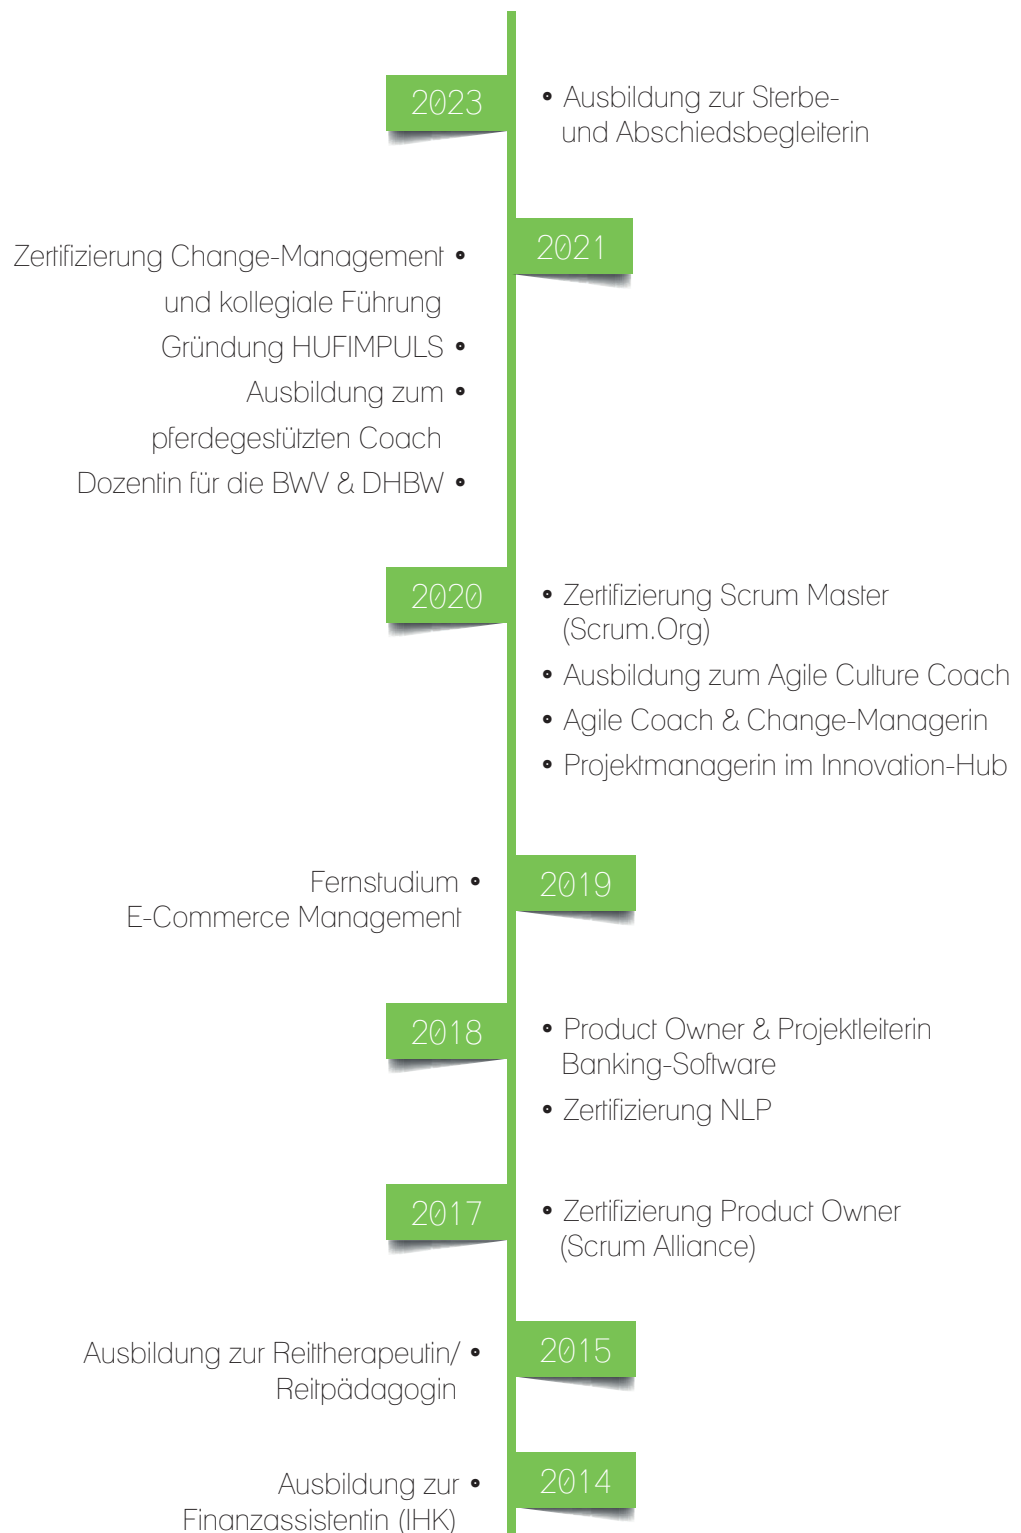 2023
• Ausbildung zur Sterbe-
und Abschiedsbegleiterin
2021
Zertifizierung Change-Management •
und kollegiale Führung
Gründung HUFIMPULS •
Ausbildung zum •
pferdegestützten Coach
Dozentin für die BWV & DHBW •
2020
• Zertifizierung Scrum Master
(Scrum.Org)
• Ausbildung zum Agile Culture Coach
• Agile Coach & Change-Managerin
• Projektmanagerin im Innovation-Hub
2019
Fernstudium •
E-Commerce Management
2018
• Product Owner & Projektleiterin
Banking-Software
• Zertifizierung NLP
2017
• Zertifizierung Product Owner
(Scrum Alliance)
2015
Ausbildung zur Reittherapeutin/ •
Reitpädagogin
2014
Ausbildung zur •
Finanzassistentin (IHK)